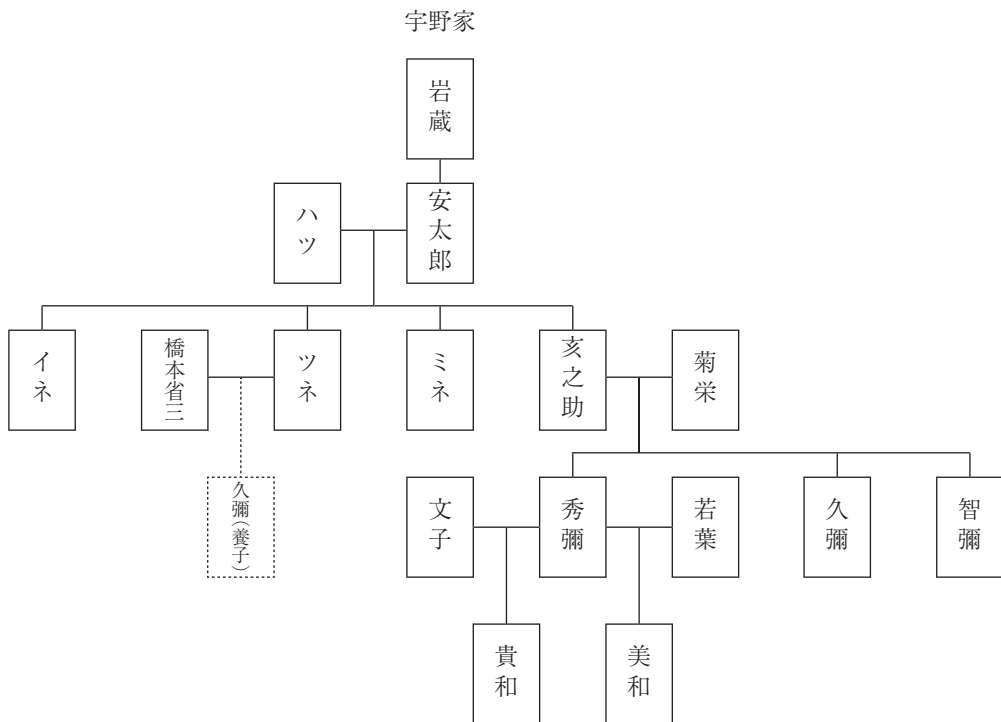 宇野家
岩蔵
ハツ
安太郎
イネ
橋本省三
ツネ
ミネ
亥之助
菊栄
久彌(養子)
文子
秀彌
若葉
久彌
智彌
貴和
美和